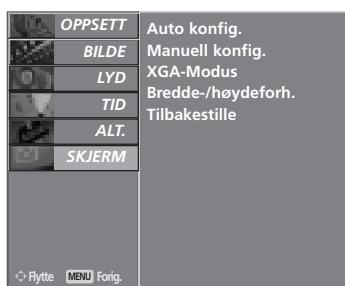 OPPSETT
BILDE
LYD
TID
ALT.
SKJERM
Auto konfig.
Manuell konfig.
XGA-Modus
Bredde-/høydeforh.
Tilbakestille
Flytte MENU Forig.